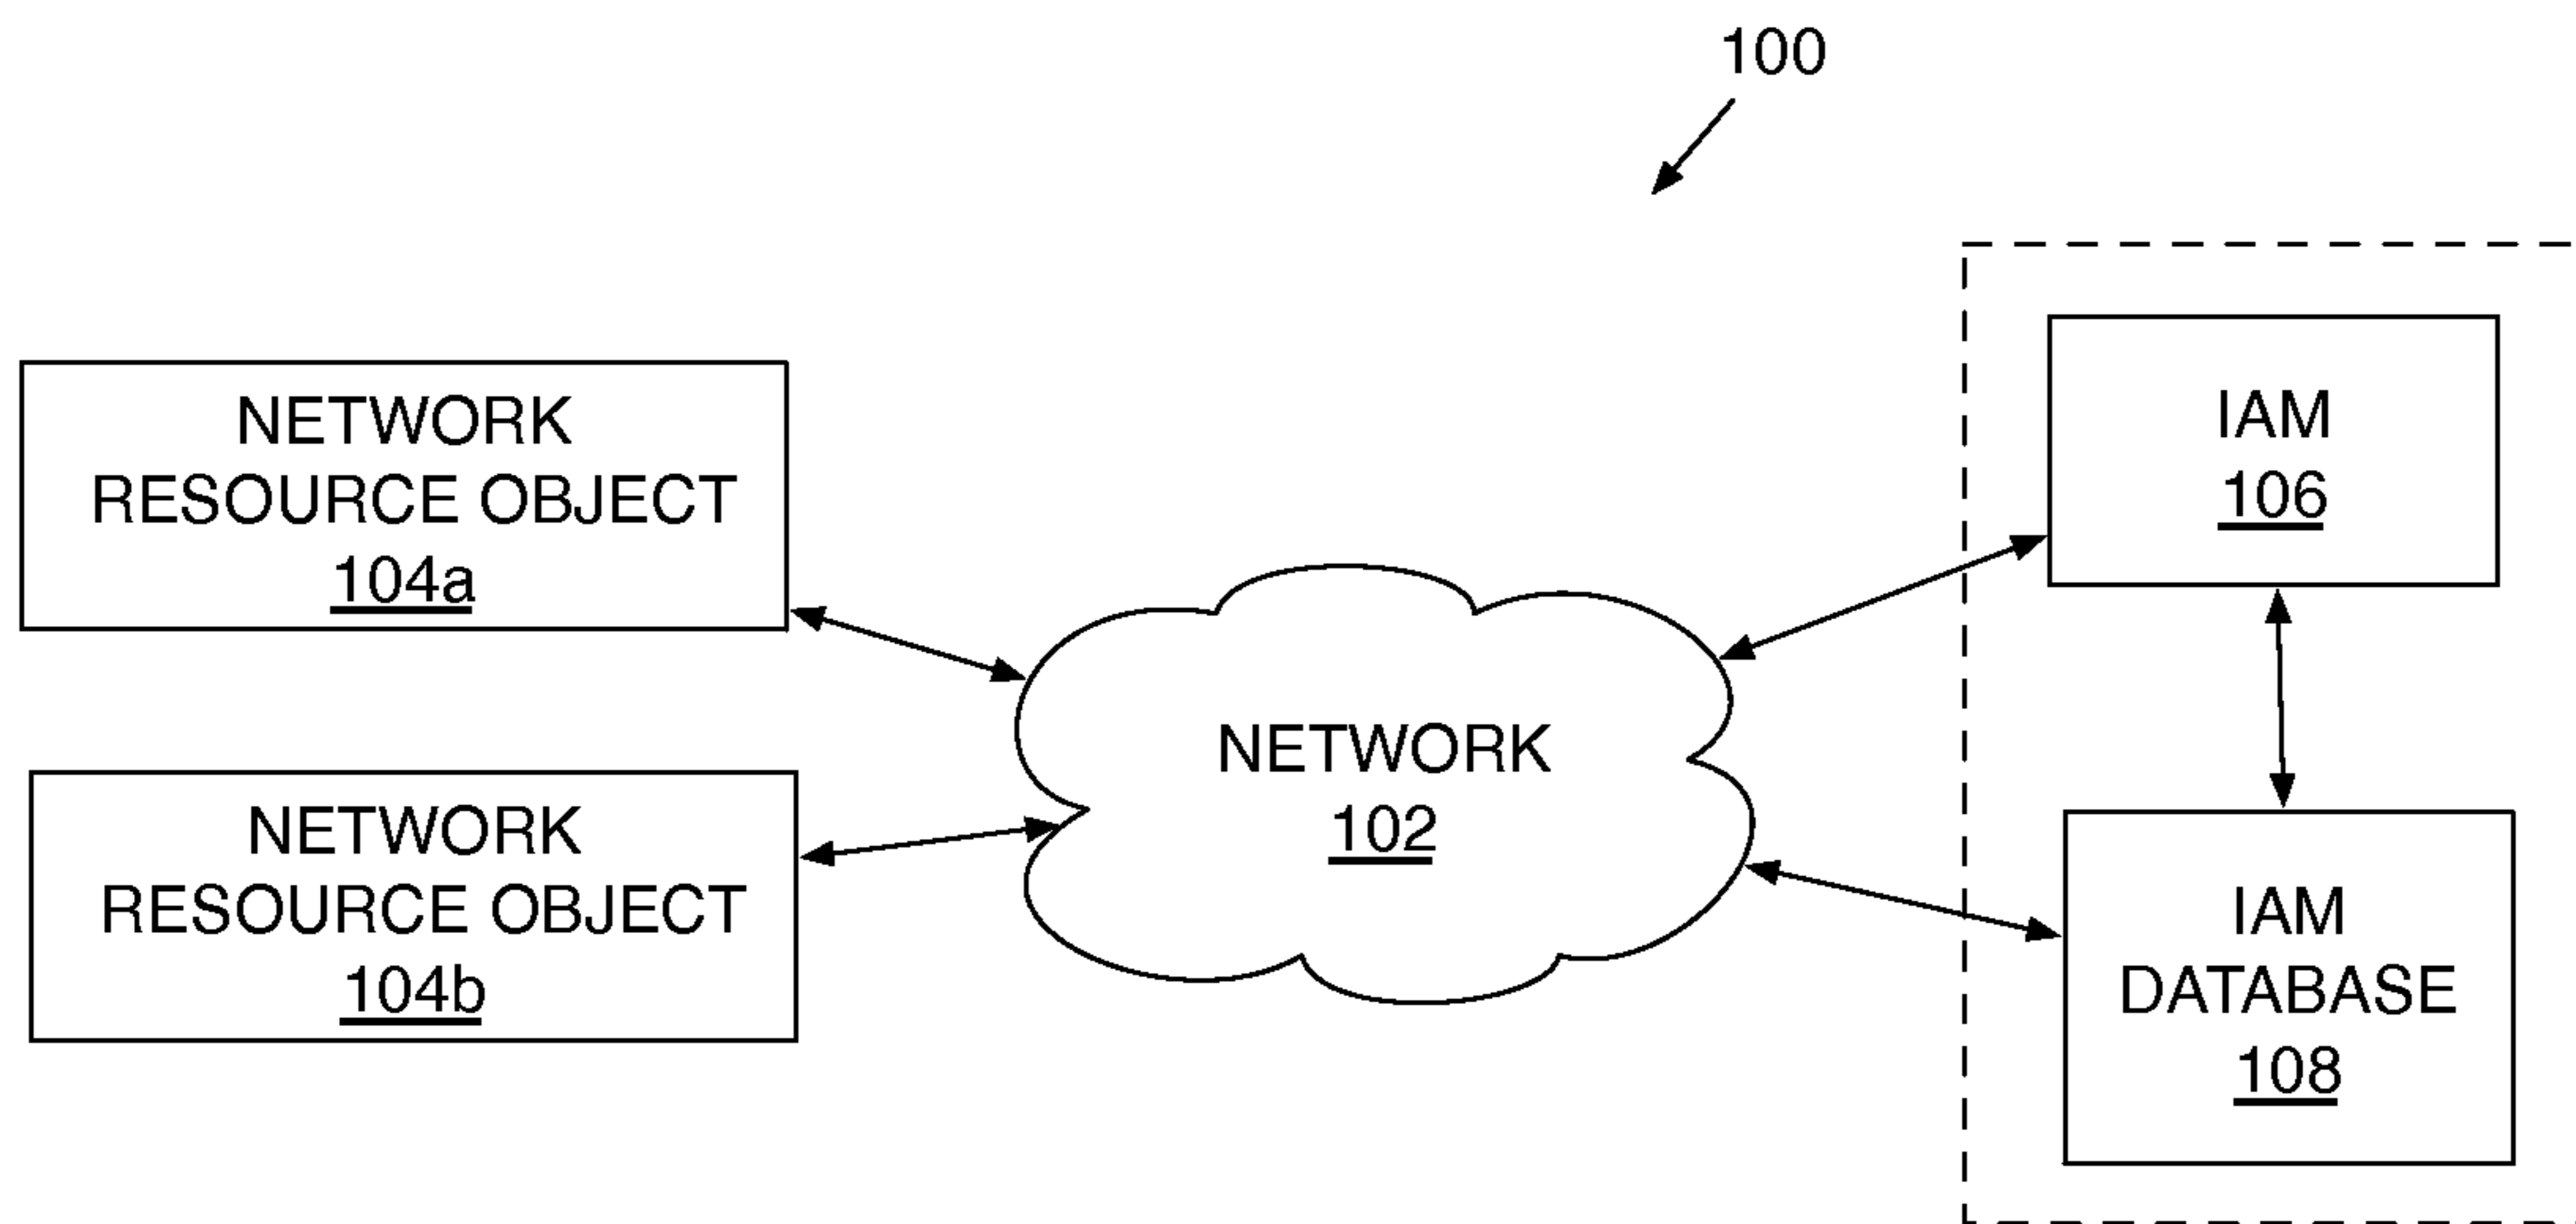 100
NETWORK
RESOURCE OBJECT
104a
NETWORK
RESOURCE OBJECT
104b
NETWORK
102
IAM
106
IAM
DATABASE
108